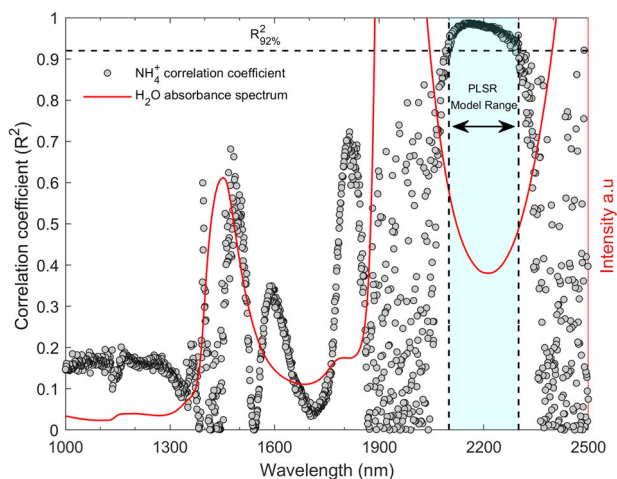 R²92%
NH₄⁺ correlation coefficient
H₂O absorbance spectrum
PLSR
Model Range
Correlation coefficient (R²)
Intensity a.u
1
0.9
0.8
0.7
0.6
0.5
0.4
0.3
0.2
0.1
0
1000 1300 1600 1900 2200 2500
Wavelength (nm)